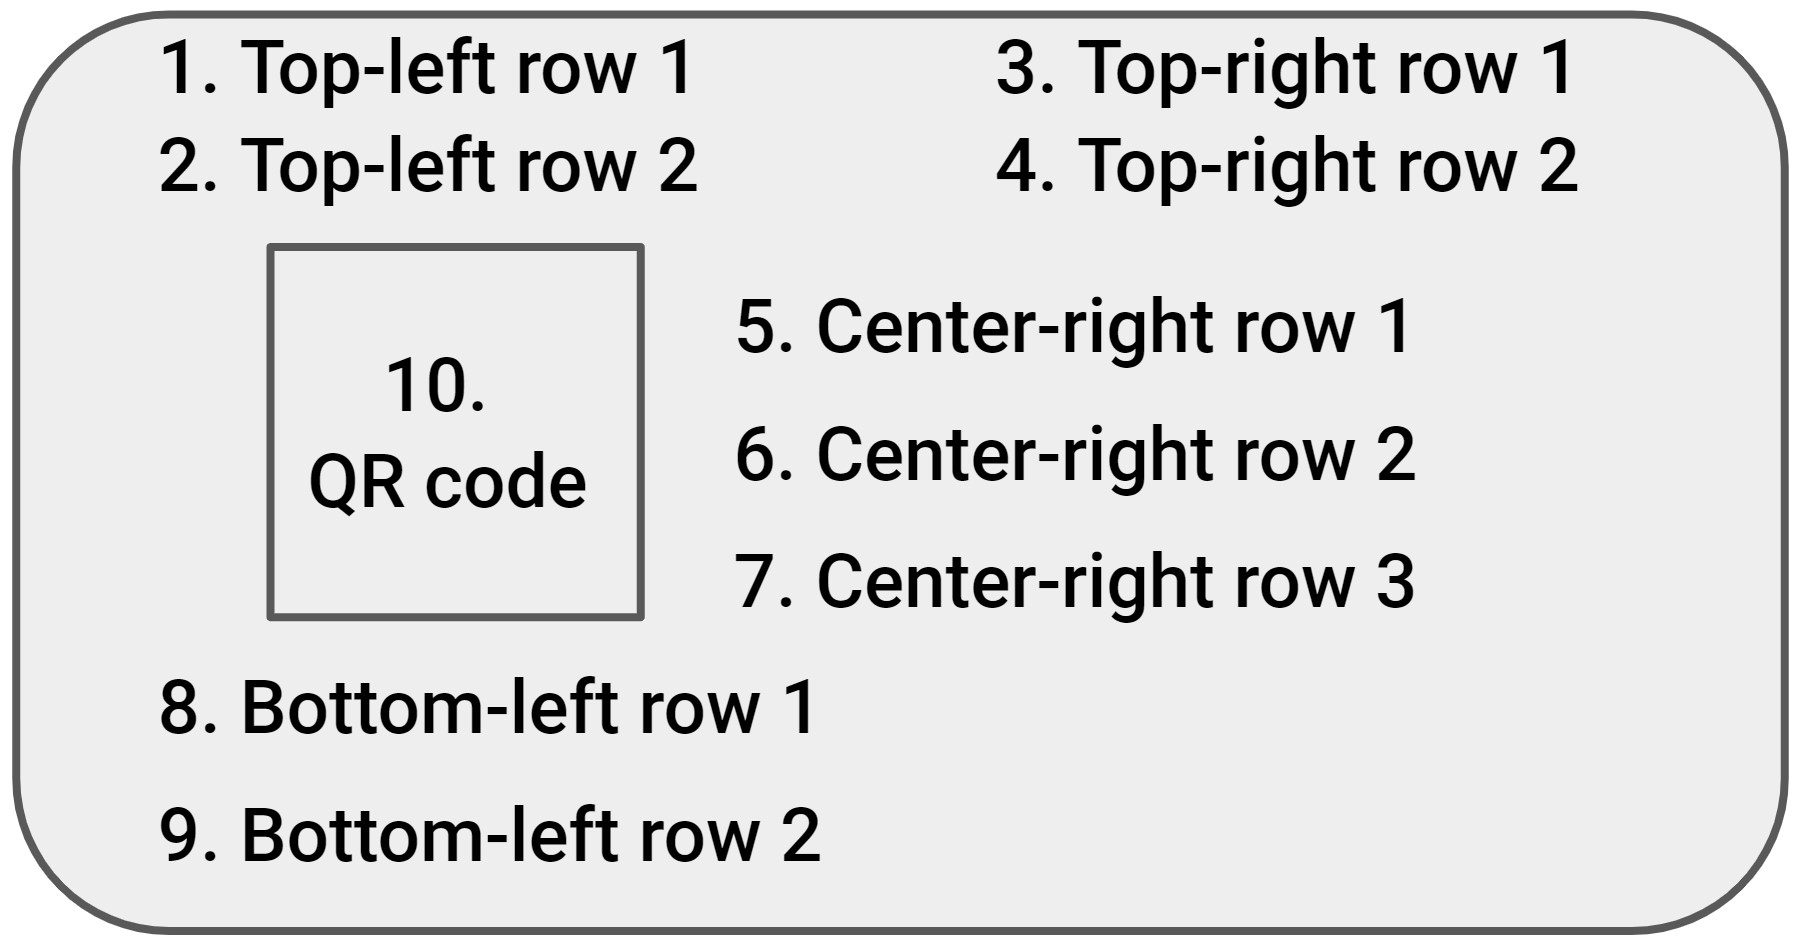 1. Top-left row 1
2. Top-left row 2
3. Top-right row 1
4. Top-right row 2
10.
QR code
5. Center-right row 1
6. Center-right row 2
7. Center-right row 3
8. Bottom-left row 1
9. Bottom-left row 2